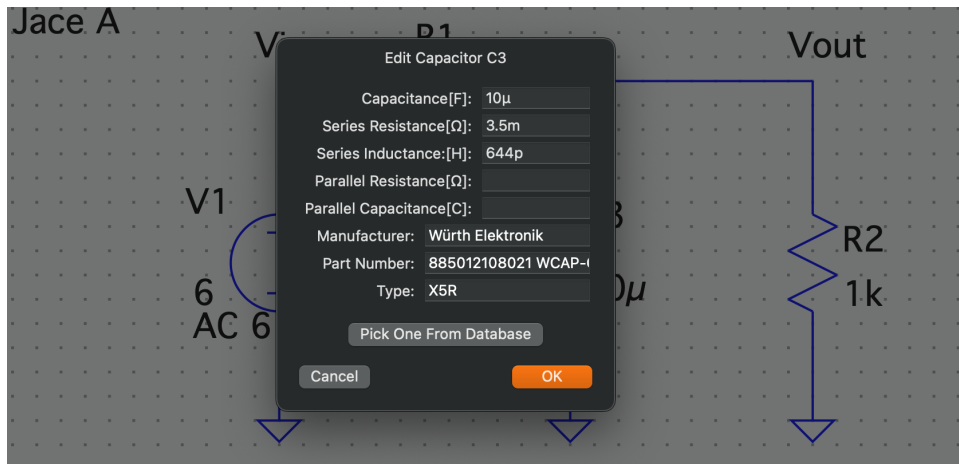 Jace A
Vout
Edit Capacitor C3
Capacitance[F]: 10µ
Series Resistance[Ω]: 3.5m
Series Inductance:[H]: 644p
Parallel Resistance[Ω]:
Parallel Capacitance[C]:
Manufacturer: Würth Elektronik
Part Number: 885012108021 WCAP-
Type: X5R
Pick One From Database
Cancel
OK
V1
6
AC 6
R2
1k